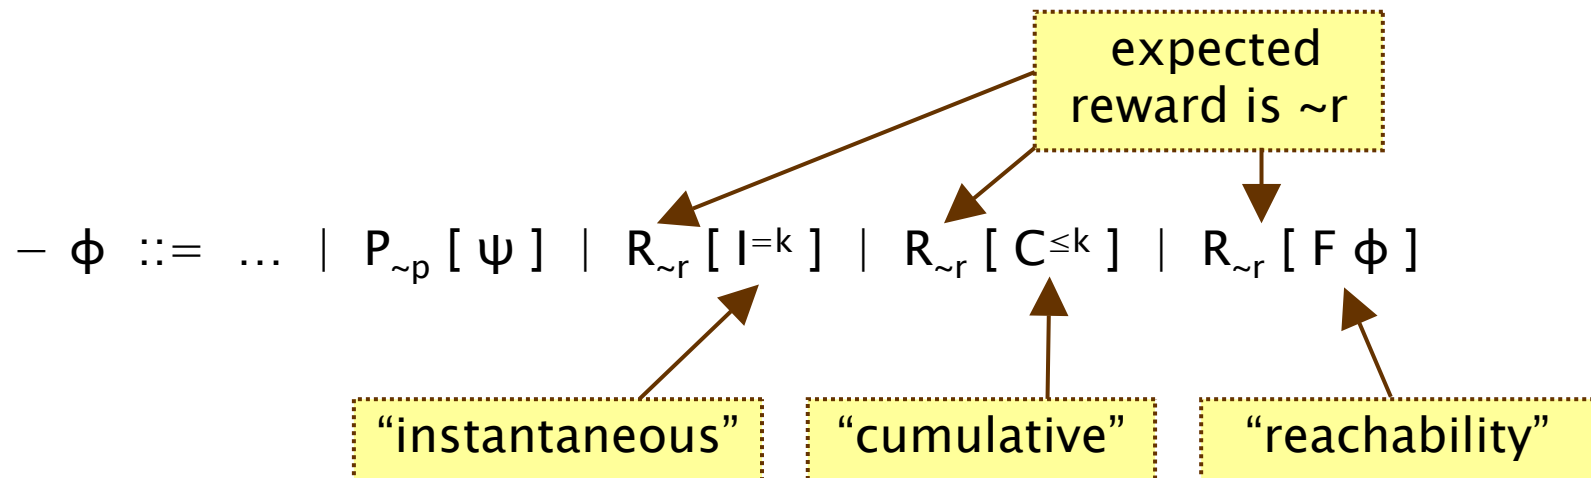 expected
reward is ~r
– ϕ ::= … | P~p [ ψ ] | R~r [ I=k ] | R~r [ C≤k ] | R~r [ F ϕ ]
“instantaneous” “cumulative” “reachability”